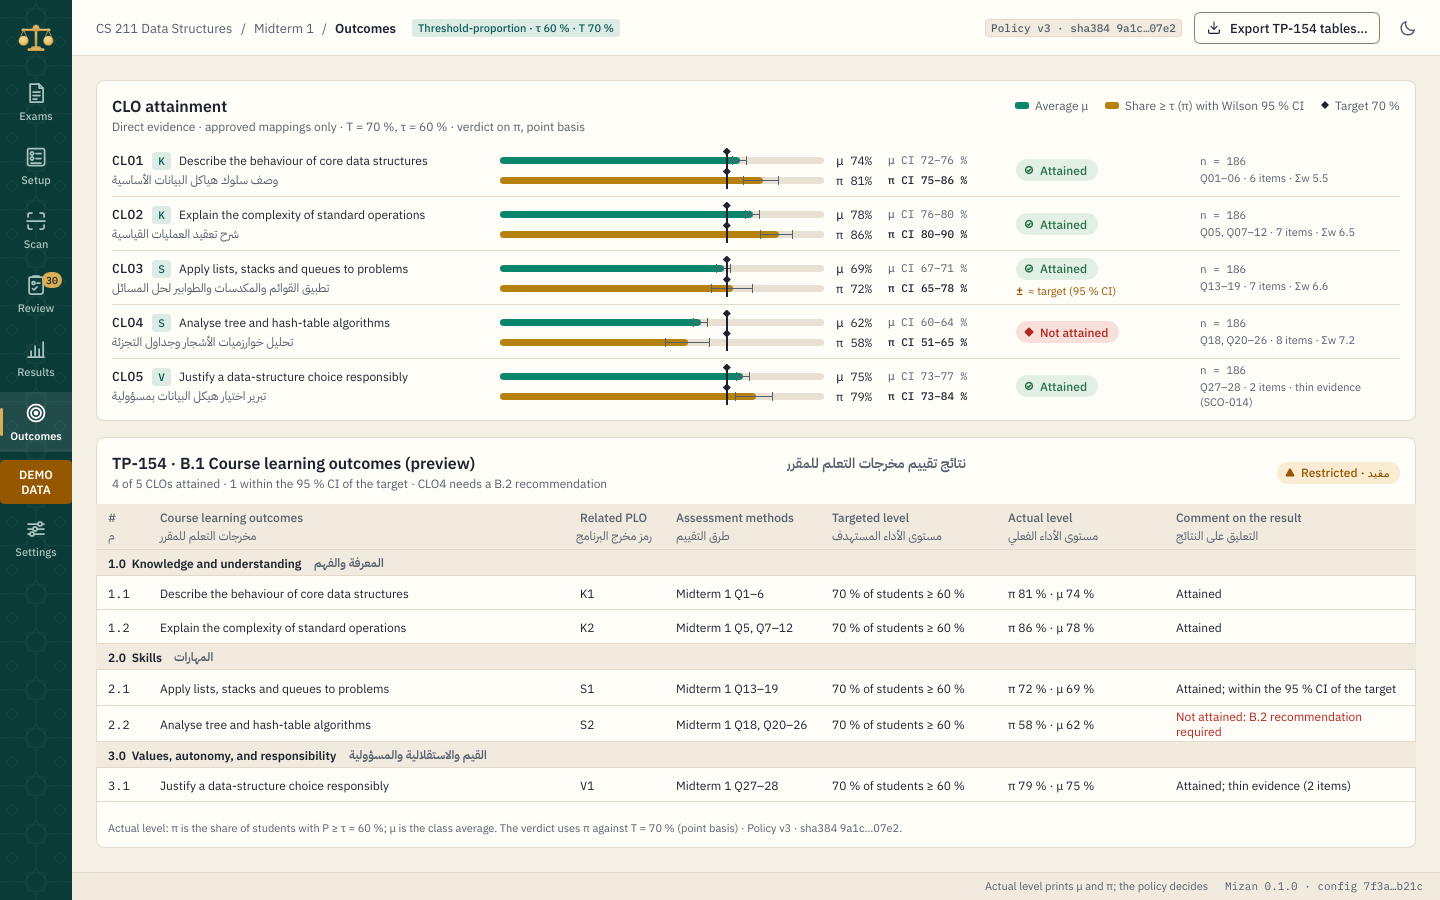 CS 211 Data Structures / Midterm 1 / Outcomes
Threshold-proportion · τ 60 % · T 70 %
Policy v3 · sha384 9a1c…07e2
Export TP-154 tables…
Exams
Setup
Scan
30
Review
Results
Outcomes
DEMO
DATA
Settings
CLO attainment
Average μ
Share ≥ τ (π) with Wilson 95 % CI
Target 70 %
Direct evidence · approved mappings only · T = 70 %, τ = 60 % · verdict on π, point basis
CLO1 K Describe the behaviour of core data structures
وصف سلوك هياكل البيانات الأساسية
μ 74% μ CI 72–76 %
π 81% π CI 75–86 %
Attained
n = 186
Q01–06 · 6 items · Σw 5.5
CLO2 K Explain the complexity of standard operations
شرح تعقيد العمليات القياسية
μ 78% μ CI 76–80 %
π 86% π CI 80–90 %
Attained
n = 186
Q05, Q07–12 · 7 items · Σw 6.5
CLO3 S Apply lists, stacks and queues to problems
تطبيق القوائم والمكدسات والطوابير لحل المسائل
μ 69% μ CI 67–71 %
π 72% π CI 65–78 %
Attained
± ≈ target (95 % CI)
n = 186
Q13–19 · 7 items · Σw 6.6
CLO4 S Analyse tree and hash-table algorithms
تحليل خوارزميات الأشجار وجداول التجزئة
μ 62% μ CI 60–64 %
π 58% π CI 51–65 %
Not attained
n = 186
Q18, Q20–26 · 8 items · Σw 7.2
CLO5 V Justify a data-structure choice responsibly
تبرير اختيار هيكل البيانات بمسؤولية
μ 75% μ CI 73–77 %
π 79% π CI 73–84 %
Attained
n = 186
Q27–28 · 2 items · thin evidence
(SCO-014)
TP-154 · B.1 Course learning outcomes (preview)
نتائج تقييم مخرجات التعلم للمقرر
Restricted · مقيد
4 of 5 CLOs attained · 1 within the 95 % CI of the target · CLO4 needs a B.2 recommendation
# Course learning outcomes Related PLO Assessment methods Targeted level Actual level Comment on the result
م مخرجات التعلم للمقرر رمز مخرج البرنامج طرق التقييم مستوى الأداء المستهدف مستوى الأداء الفعلي التعليق على النتائج
1.0 Knowledge and understanding المعرفة والفهم
1.1 Describe the behaviour of core data structures K1 Midterm 1 Q1–6 70 % of students ≥ 60 % π 81 % · μ 74 % Attained
1.2 Explain the complexity of standard operations K2 Midterm 1 Q5, Q7–12 70 % of students ≥ 60 % π 86 % · μ 78 % Attained
2.0 Skills المهارات
2.1 Apply lists, stacks and queues to problems S1 Midterm 1 Q13–19 70 % of students ≥ 60 % π 72 % · μ 69 % Attained; within the 95 % CI of the target
2.2 Analyse tree and hash-table algorithms S2 Midterm 1 Q18, Q20–26 70 % of students ≥ 60 % π 58 % · μ 62 % Not attained: B.2 recommendation
required
3.0 Values, autonomy, and responsibility القيم والاستقلالية والمسؤولية
3.1 Justify a data-structure choice responsibly V1 Midterm 1 Q27–28 70 % of students ≥ 60 % π 79 % · μ 75 % Attained; thin evidence (2 items)
Actual level: π is the share of students with P ≥ τ = 60 %; μ is the class average. The verdict uses π against T = 70 % (point basis) · Policy v3 · sha384 9a1c…07e2.
Actual level prints μ and π; the policy decides
Mizan 0.1.0 · config 7f3a…b21c